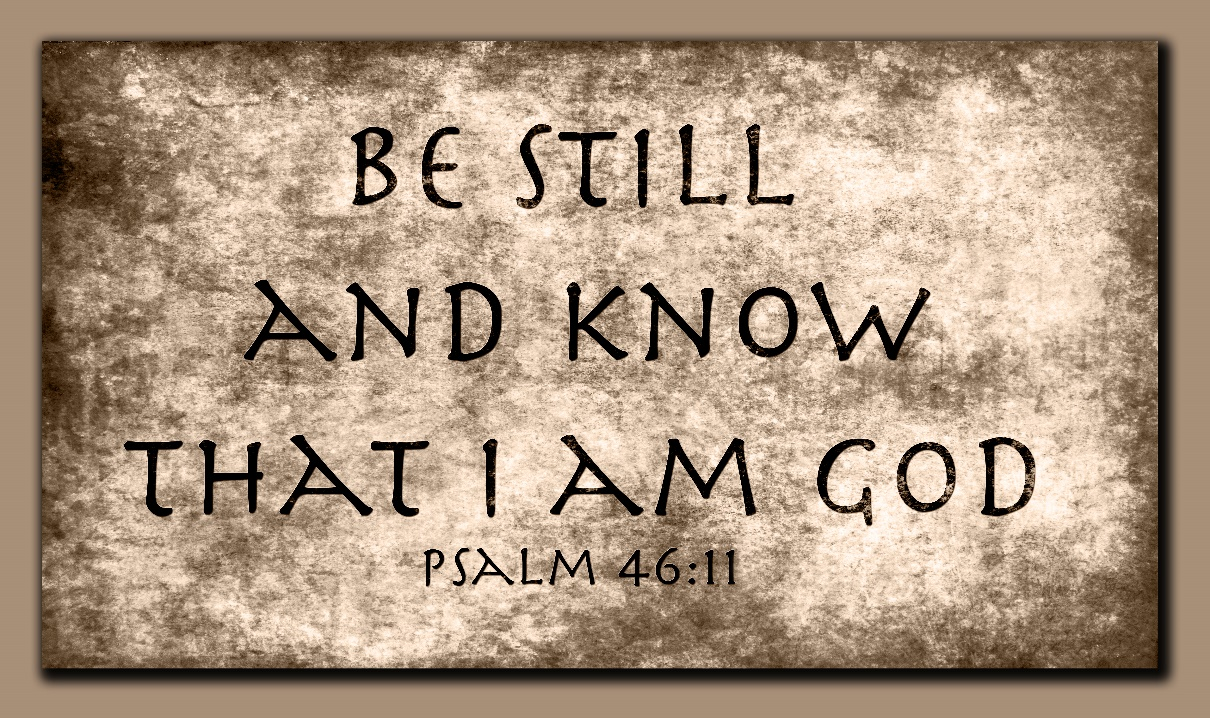 BE STILL
AND KNOW
THAT I AM GOD
PSALM 46:11